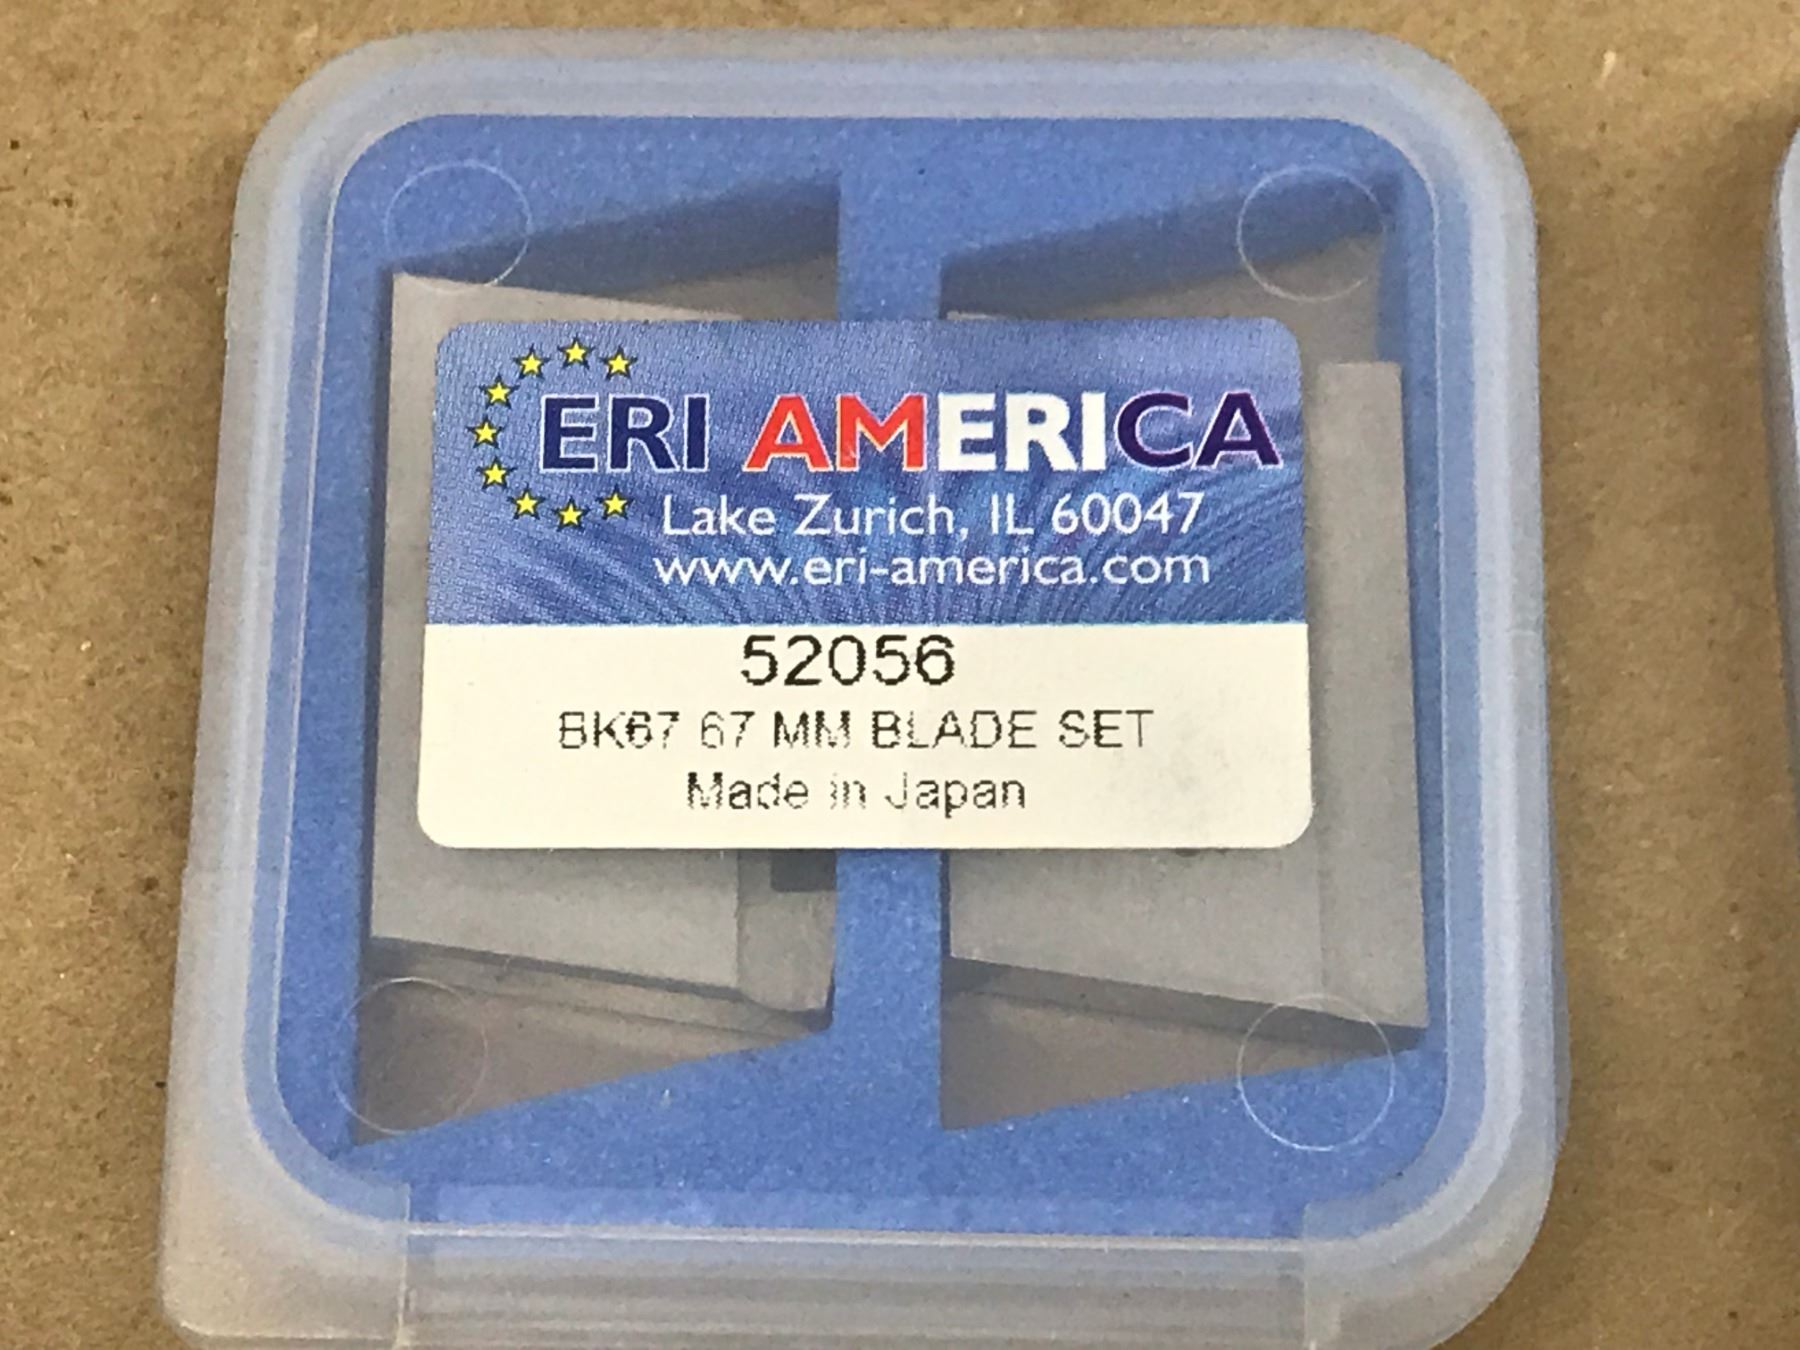 ERI AMERICA
Lake Zurich, IL 60047
www.eri-america.com
52056
BK67 67 MM BLADE SET
Made in Japan